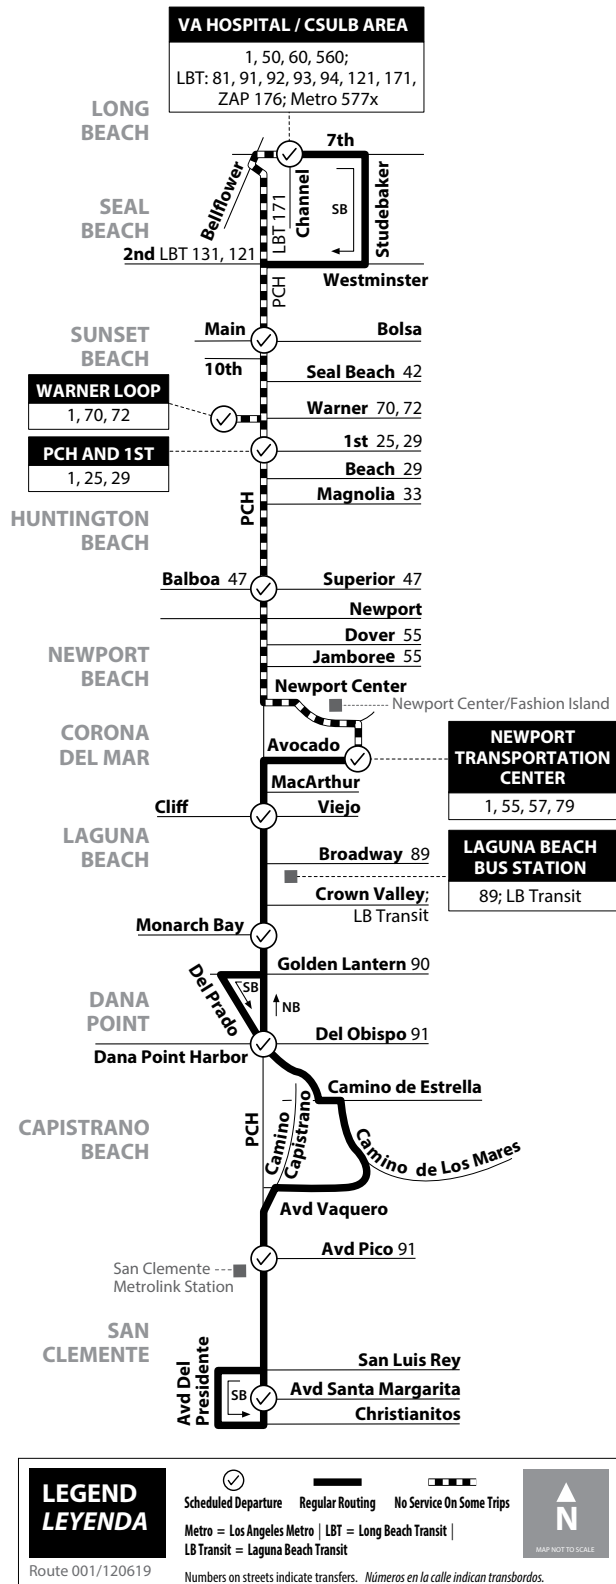 VA HOSPITAL / CSULB AREA
1, 50, 60, 560;
LBT: 81, 91, 92, 93, 94, 121, 171,
ZAP 176; Metro 577x
LONG
BEACH
7th
Bellflower
LBT 171
Channel
SB
Studebaker
SEAL
BEACH
2nd LBT 131, 121
PCH
Westminster
Main
Bolsa
SUNSET
BEACH
10th
Seal Beach 42
WARNER LOOP
1, 70, 72
Warner 70, 72
PCH AND 1ST
1, 25, 29
1st 25, 29
Beach 29
Magnolia 33
PCH
HUNTINGTON
BEACH
Balboa 47
Superior 47
Newport
Dover 55
Jamboree 55
NEWPORT
BEACH
Newport Center
Newport Center/Fashion Island
CORONA
DEL MAR
Avocado
NEWPORT
TRANSPORTATION
CENTER
1, 55, 57, 79
MacArthur
Cliff
Viejo
LAGUNA
BEACH
Broadway 89
LAGUNA BEACH
BUS STATION
89; LB Transit
Crown Valley;
LB Transit
Monarch Bay
Golden Lantern 90
Del Prado
SB
NB
DANA
POINT
Del Obispo 91
Dana Point Harbor
Camino de Estrella
PCH
Camino
Capistrano
CAPISTRANO
BEACH
Camino de Los Mares
Avd Vaquero
Avd Pico 91
San Clemente
Metrolink Station
SAN
CLEMENTE
Avd Del
Presidente
San Luis Rey
SB
Avd Santa Margarita
Christianitos
LEGEND
LEYENDA
Route 001/120619
Scheduled Departure
Regular Routing
No Service On Some Trips
Metro = Los Angeles Metro | LBT = Long Beach Transit |
LB Transit = Laguna Beach Transit
Numbers on streets indicate transfers. Números en la calle indican transbordos.
N
MAP NOT TO SCALE